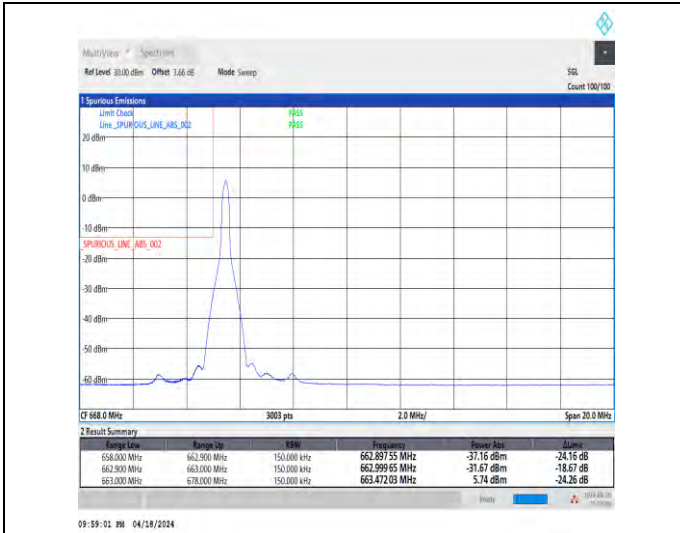 MultiView Spectrum
Ref Level 30.00 dBm Offset 3.66 dB Mode Sweep SGL
Count 100/100
1 Spurious Emissions
Limit Check PASS
Line _SPURIOUS_LINE_ABS_002 PASS
20 dBm
10 dBm
0 dBm
-10 dBm
_SPURIOUS_LINE_ABS_002
-20 dBm
-30 dBm
-40 dBm
-50 dBm
-60 dBm
CF 668.0 MHz 3003 pts 2.0 MHz/ Span 20.0 MHz
2 Result Summary
Range Low Range Up RBW Frequency Power Abs ΔLimit
658.000 MHz 662.900 MHz 150.000 kHz 662.897 55 MHz -37.16 dBm -24.16 dB
662.900 MHz 663.000 MHz 150.000 kHz 662.999 65 MHz -31.67 dBm -18.67 dB
663.000 MHz 678.000 MHz 150.000 kHz 663.472 03 MHz 5.74 dBm -24.26 dB
09:59:01 PM 04/18/2024